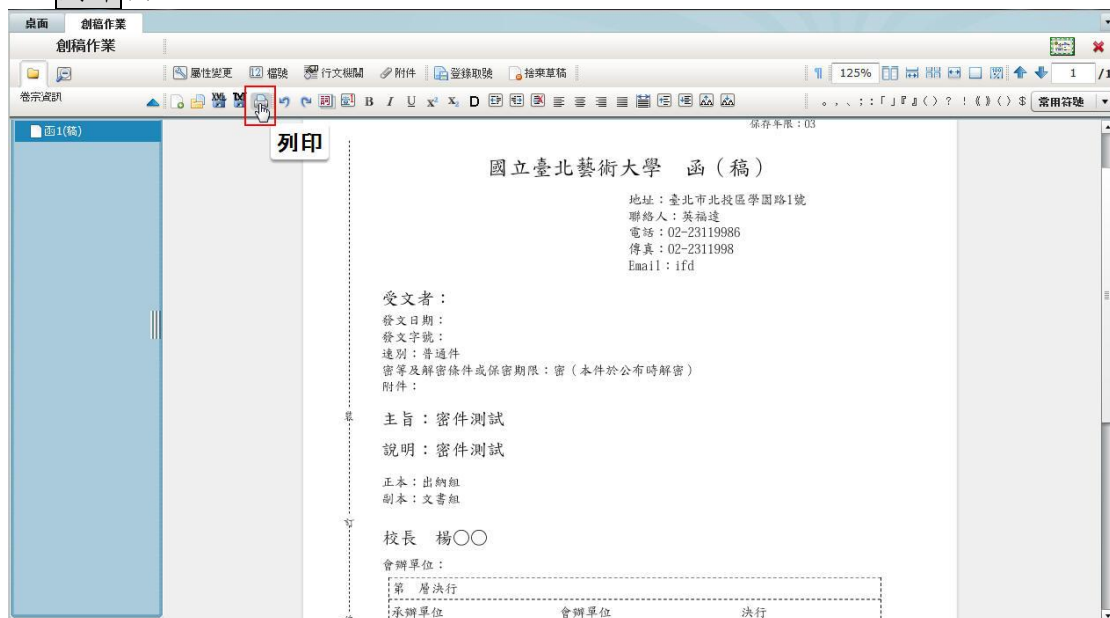 桌面 創稿作業
創稿作業
屬性變更 檔號 行文機關 附件 登錄取號 捨棄草稿 125% 1 /1
卷宗資訊 B I U x² X₂ D 。，、；：「」『』（）？！《》〈〉$ 常用符號
函1(稿)
列印
保存年限：03
國立臺北藝術大學 函（稿）
地址：臺北市北投區學園路1號
聯絡人：英福達
電話：02-23119986
傳真：02-2311998
Email：ifd
受文者：
發文日期：
發文字號：
速別：普通件
密等及解密條件或保密期限：密（本件於公布時解密）
附件：
裝
主旨：密件測試
說明：密件測試
正本：出納組
副本：文書組
訂
校長 楊〇〇
會辦單位：
第 層決行
承辦單位 會辦單位 決行